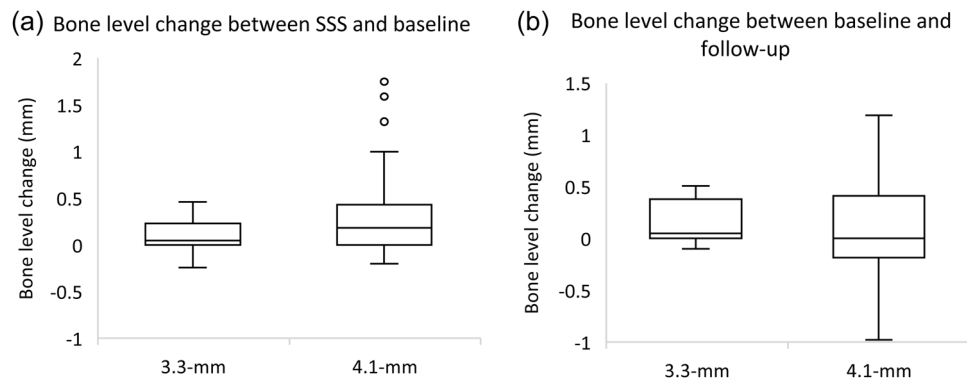 (a) Bone level change between SSS and baseline
Bone level change (mm)
2
1.5
1
0.5
0
-0.5
-1
3.3-mm 4.1-mm
(b) Bone level change between baseline and
follow-up
Bone level change (mm)
1.5
1
0.5
0
-0.5
-1
3.3-mm 4.1-mm